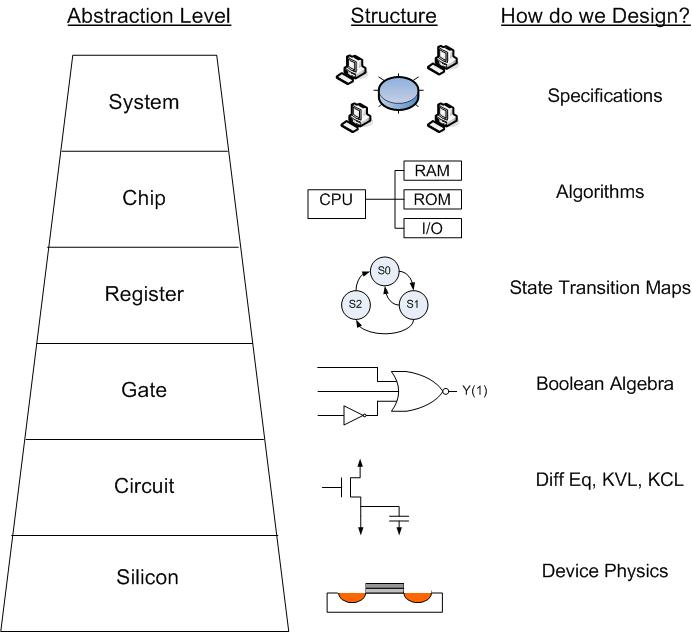 Abstraction Level
Structure
How do we Design?
System
Specifications
Chip
CPU
RAM
ROM
I/O
Algorithms
Register
S0
S2
S1
State Transition Maps
Gate
Y(1)
Boolean Algebra
Circuit
Diff Eq, KVL, KCL
Silicon
Device Physics